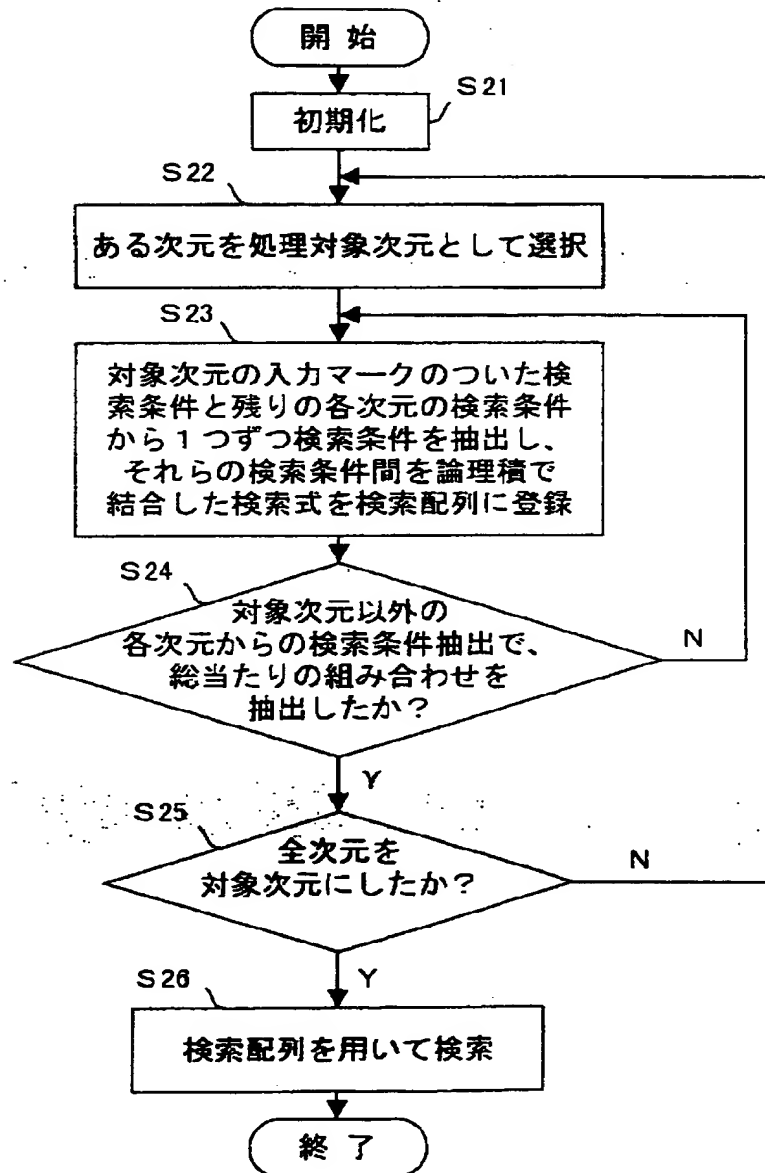 開 始
S21
初期化
S22
ある次元を処理対象次元として選択
S23
対象次元の入力マークのついた検
索条件と残りの各次元の検索条件
から1つずつ検索条件を抽出し、
それらの検索条件間を論理積で
結合した検索式を検索配列に登録
S24
対象次元以外の
各次元からの検索条件抽出で、
総当たりの組み合わせを
抽出したか?
N
Y
S25
全次元を
対象次元にしたか?
N
Y
S26
検索配列を用いて検索
終 了